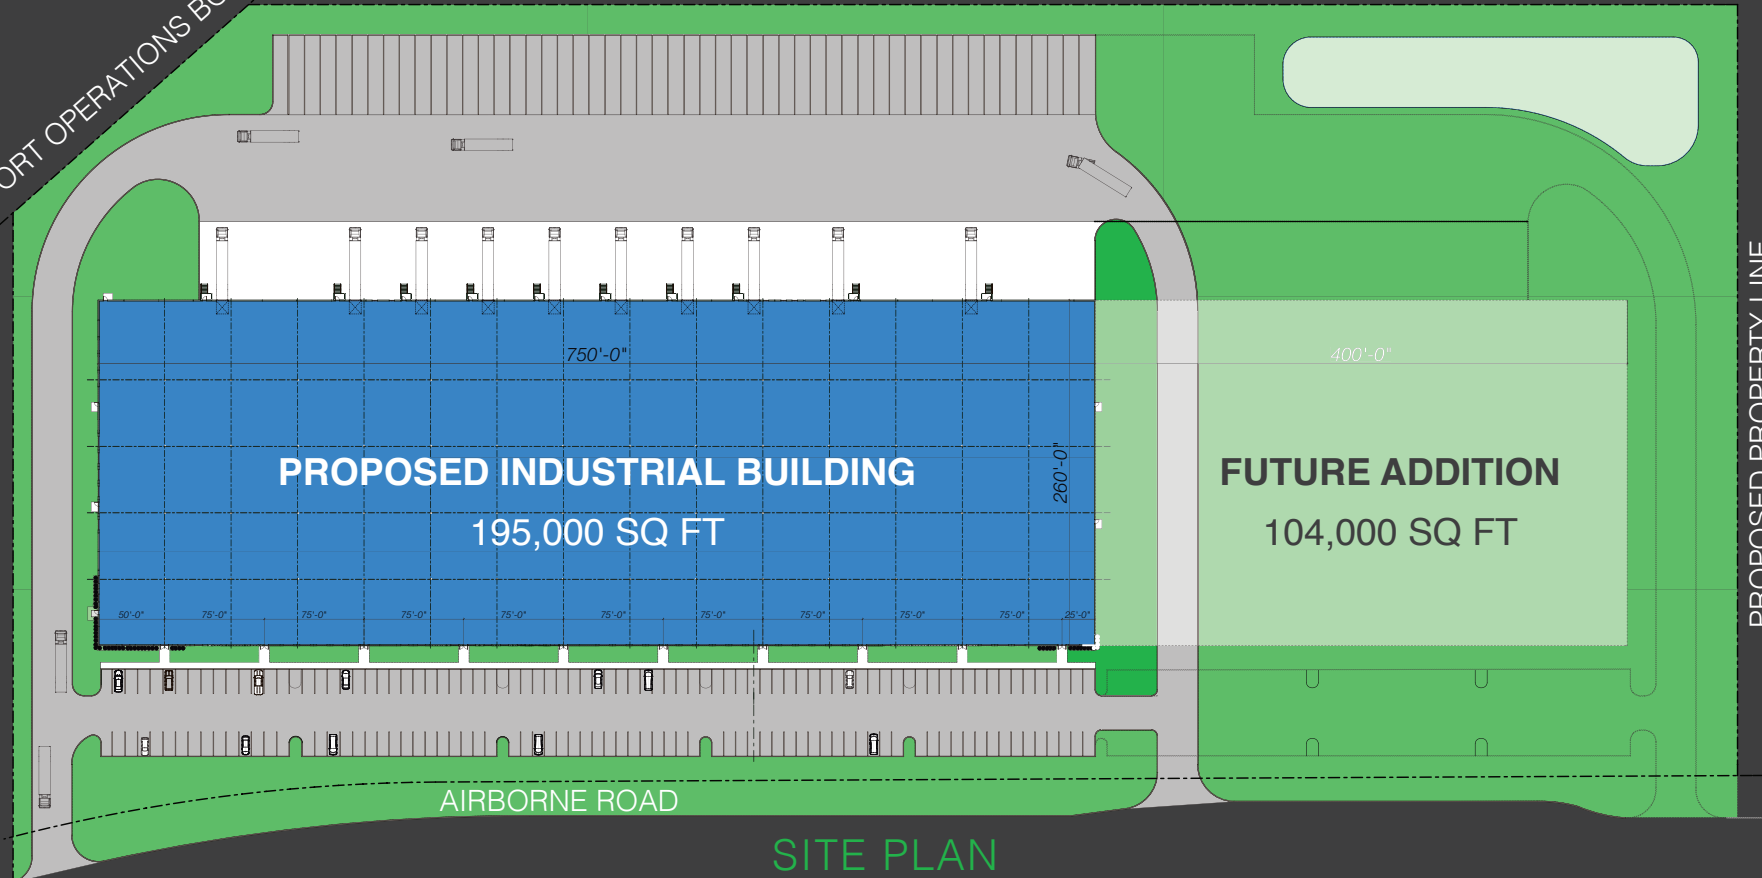 ORT OPERATIONS
750'-0"
400'-0"
260'-0"
PROPOSED INDUSTRIAL BUILDING
195,000 SQ FT
FUTURE ADDITION
104,000 SQ FT
PROPOSED PROPERTY LINE
50'-0" 75'-0" 75'-0" 75'-0" 75'-0" 75'-0" 75'-0" 75'-0" 75'-0" 75'-0" 25'-0"
AIRBORNE ROAD
SITE PLAN